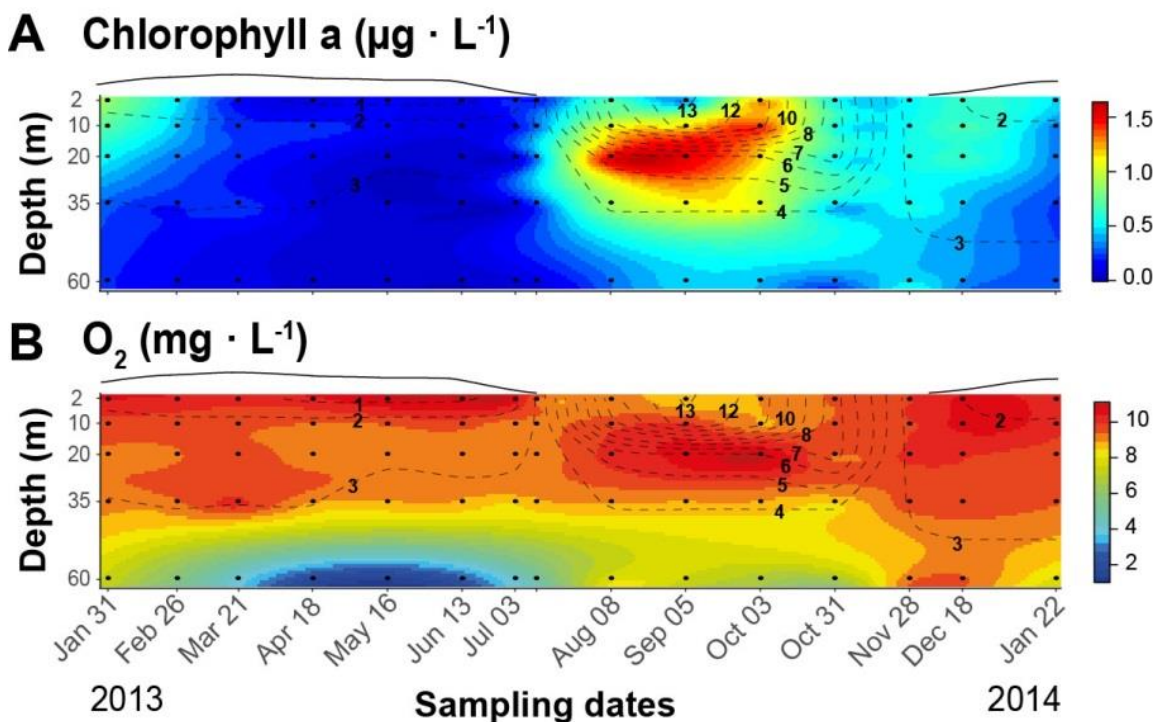 A Chlorophyll a (µg · L-1)
Depth (m)
2
10
20
35
60
1
2
3
13
12
10
8
7
6
5
4
2
3
1.5
1.0
0.5
0.0
B O2 (mg · L-1)
Depth (m)
2
10
20
35
60
1
2
3
13
12
10
8
7
6
5
4
2
3
10
8
6
4
2
Jan 31
Feb 26
Mar 21
Apr 18
May 16
Jun 13
Jul 03
Aug 08
Sep 05
Oct 03
Oct 31
Nov 28
Dec 18
Jan 22
2013
Sampling dates
2014